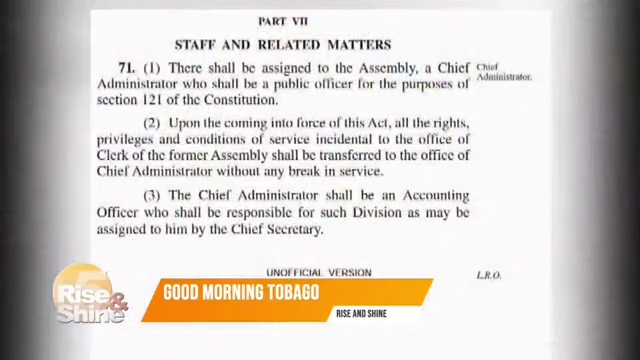 PART VII
STAFF AND RELATED MATTERS
71. (1) There shall be assigned to the Assembly, a Chief
Administrator who shall be a public officer for the purposes of
section 121 of the Constitution.
Chief
Administrator.
(2) Upon the coming into force of this Act, all the rights,
privileges and conditions of service incidental to the office of
Clerk of the former Assembly shall be transferred to the office of
Chief Administrator without any break in service.
(3) The Chief Administrator shall be an Accounting
Officer who shall be responsible for such Division as may be
assigned to him by the Chief Secretary.
UNOFFICIAL VERSION
L.R.O.
5
Rise &
Shine
GOOD MORNING TOBAGO
RISE AND SHINE